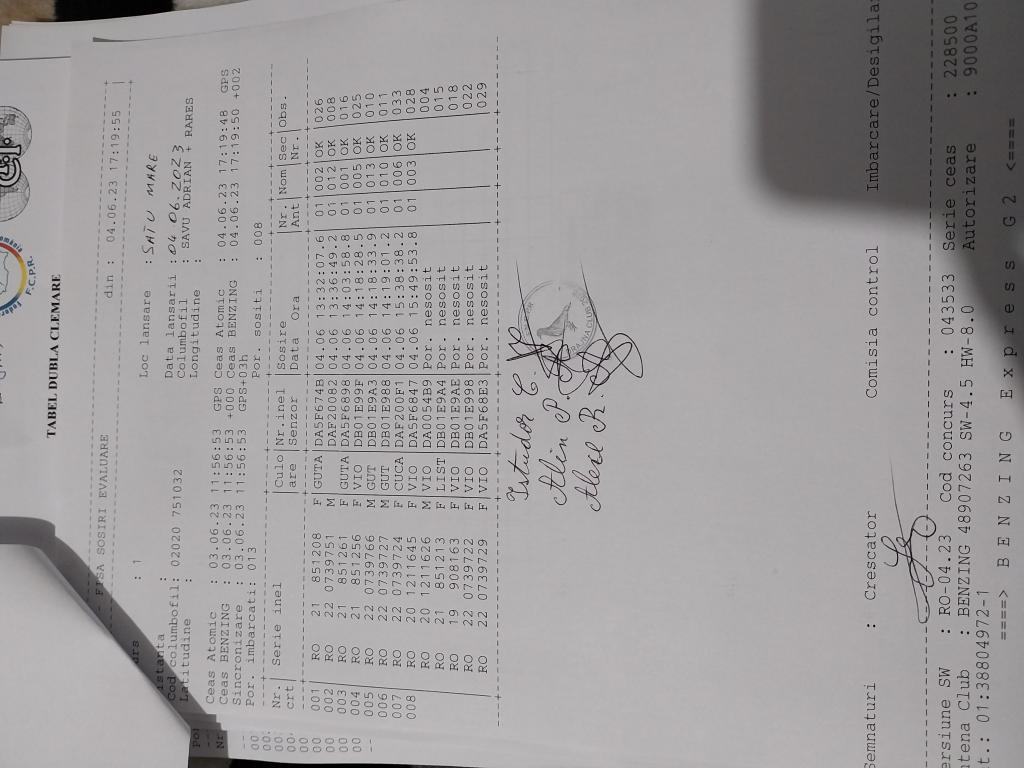 F.C.P.R.
TABEL DUBLA CLEMARE
FISA SOSIRI EVALUARE din : 04.06.23 17:19:55
: 1 Loc lansare : SATU MARE
istanta :
Data lansarii : 04.06.2023
Cod columbofil: 02020 751032 Columbofil : SAVU ADRIAN + RARES
Latitudine : Longitudine :
Ceas Atomic : 03.06.23 11:56:53 GPS Ceas Atomic : 04.06.23 17:19:48 GPS
Ceas BENZING : 03.06.23 11:56:53 +000 Ceas BENZING : 04.06.23 17:19:50 +002
Sincronizare : 03.06.23 11:56:53 GPS+03h
Por. imbarcati: 013 Por. sositi : 008
Nr. | Serie inel | Culo | Nr.inel | Sosire | Nr. | Nom | Sec | Obs.
crt | | are | Senzor | Data Ora | Ant | | Nr. |
001 | RO 21 851208 F | GUTA | DA5F674B | 04.06 13:32:07.6 | 01 | 002 | OK | 026
002 | RO 22 0739751 M | | DAF20082 | 04.06 13:36:49.2 | 01 | 012 | OK | 008
003 | RO 21 851261 F | GUTA | DA5F6898 | 04.06 14:03:58.8 | 01 | 001 | OK | 016
004 | RO 21 851256 F | VIO | DB01E99F | 04.06 14:18:28.5 | 01 | 005 | OK | 025
005 | RO 22 0739766 M | GUT | DB01E9A3 | 04.06 14:18:33.9 | 01 | 013 | OK | 010
006 | RO 22 0739727 M | GUT | DB01E988 | 04.06 14:19:01.2 | 01 | 010 | OK | 011
007 | RO 22 0739724 F | CUCA | DAF200F1 | 04.06 15:38:38.2 | 01 | 006 | OK | 033
008 | RO 20 1211645 F | VIO | DA5F6847 | 04.06 15:49:53.8 | 01 | 003 | OK | 028
RO 20 1211626 M | VIO | DA0054B9 | Por. nesosit | 004
RO 21 851213 F | LIST | DB01E9A4 | Por. nesosit | 015
RO 19 908163 F | VIO | DB01E9AE | Por. nesosit | 018
RO 22 0739722 F | VIO | DB01E998 | Por. nesosit | 022
RO 22 0739729 F | VIO | DA5F68E3 | Por. nesosit | 029
Istudor C
Alin P.
Abel R.
Semnaturi : Crescator Comisia control Imbarcare/Desigila
ersiune SW : RO-04.23 Cod concurs : 043533 Serie ceas : 228500
ntena Club : BENZING 48907263 SW-4.5 HW-8.0 Autorizare : 9000A10
t.: 01:38804972-1
====> B E N Z I N G E x p r e s s G 2 <====